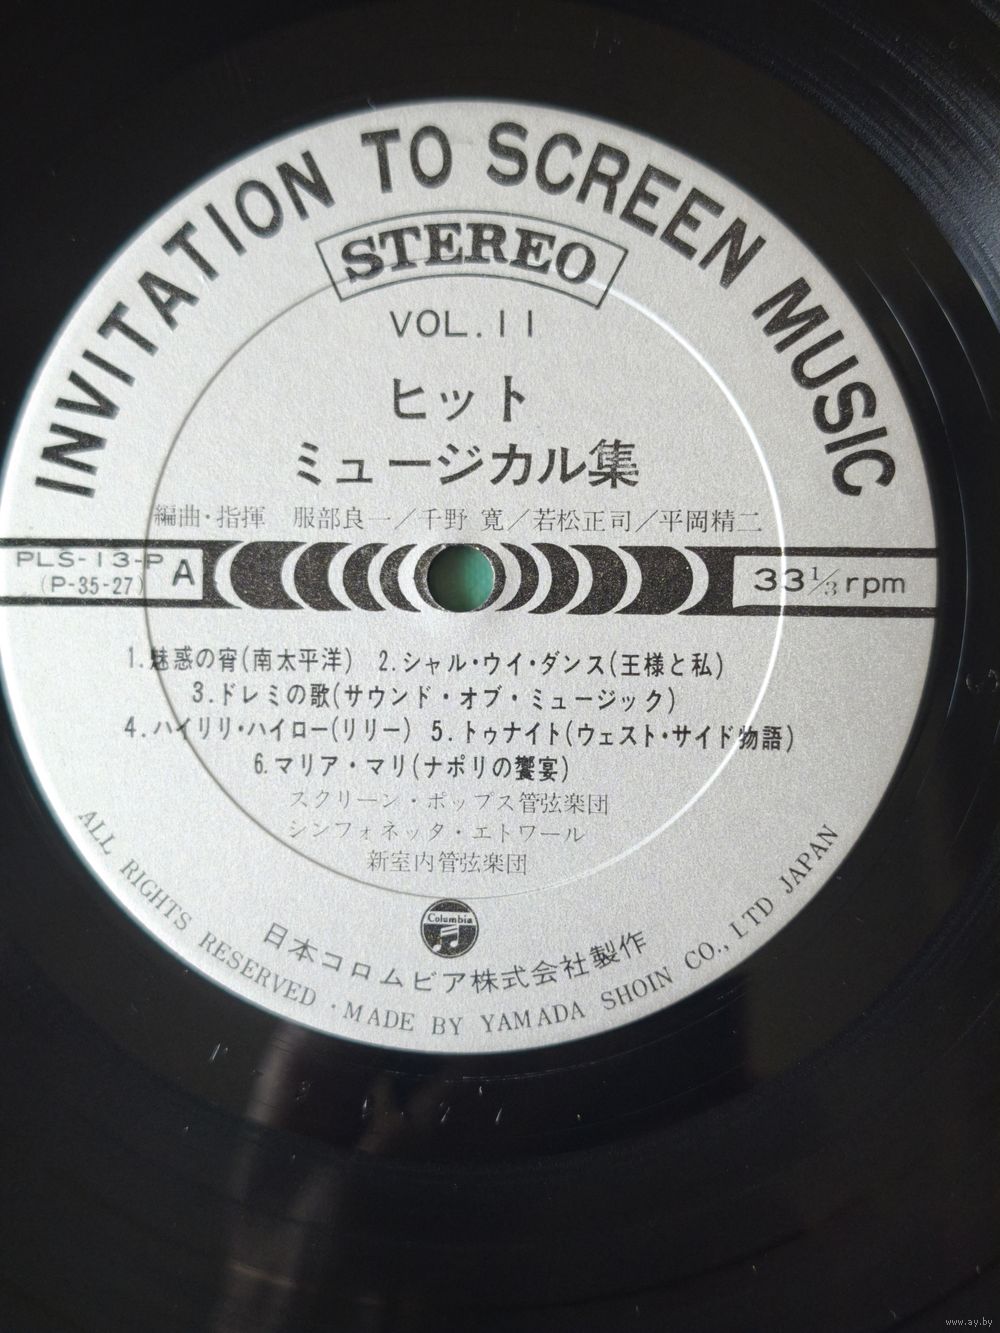 INVITATION TO SCREEN MUSIC
STEREO
VOL.11
ヒット
ミュージカル集
編曲・指揮 服部良一／千野 寛／若松正司／平岡精二
PLS-13-P
(P-35-27)
A
33 1/3 rpm
1.魅惑の宵(南太平洋) 2.シャル・ウイ・ダンス(王様と私)
3.ドレミの歌(サウンド・オブ・ミュージック)
4.ハイリリ・ハイロー(リリー) 5.トゥナイト(ウェスト・サイド物語)
6.マリア・マリ(ナポリの饗宴)
スクリーン・ポップス管弦楽団
シンフォネッタ・エトワール
新室内管弦楽団
Columbia
日本コロムビア株式会社製作
ALL RIGHTS RESERVED・MADE BY YAMADA SHOIN CO., LTD JAPAN
www.ay.by